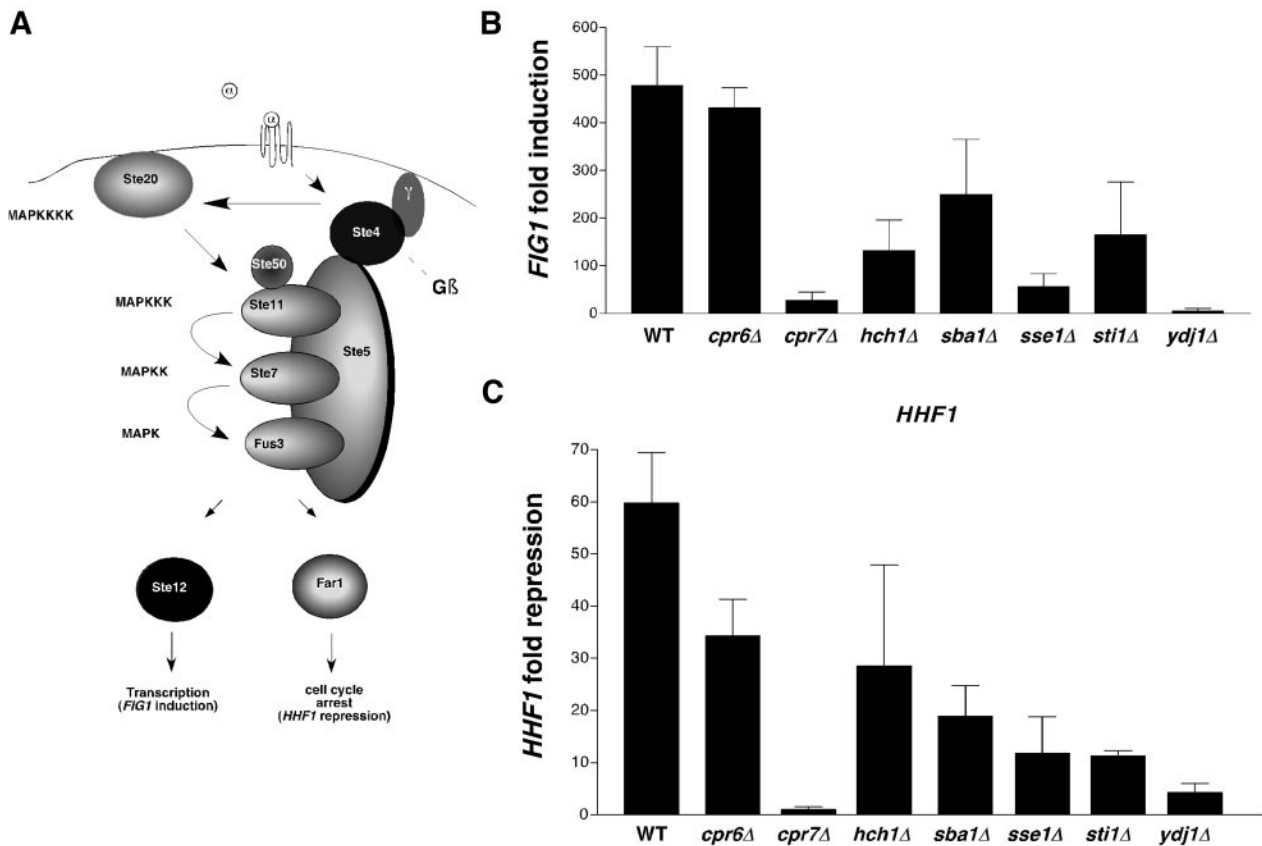 A
α
α
Ste20
γ
MAPKKKK
Ste4
Ste50
Gß
MAPKKK
Ste11
Ste5
MAPKK
Ste7
MAPK
Fus3
Ste12
Far1
Transcription
(FIG1 induction)
cell cycle
arrest
(HHF1 repression)
B
FIG1 fold induction
600
500
400
300
200
100
0
WT cpr6Δ cpr7Δ hch1Δ sba1Δ sse1Δ sti1Δ ydj1Δ
C
HHF1
HHF1 fold repression
70
60
50
40
30
20
10
0
WT cpr6Δ cpr7Δ hch1Δ sba1Δ sse1Δ sti1Δ ydj1Δ